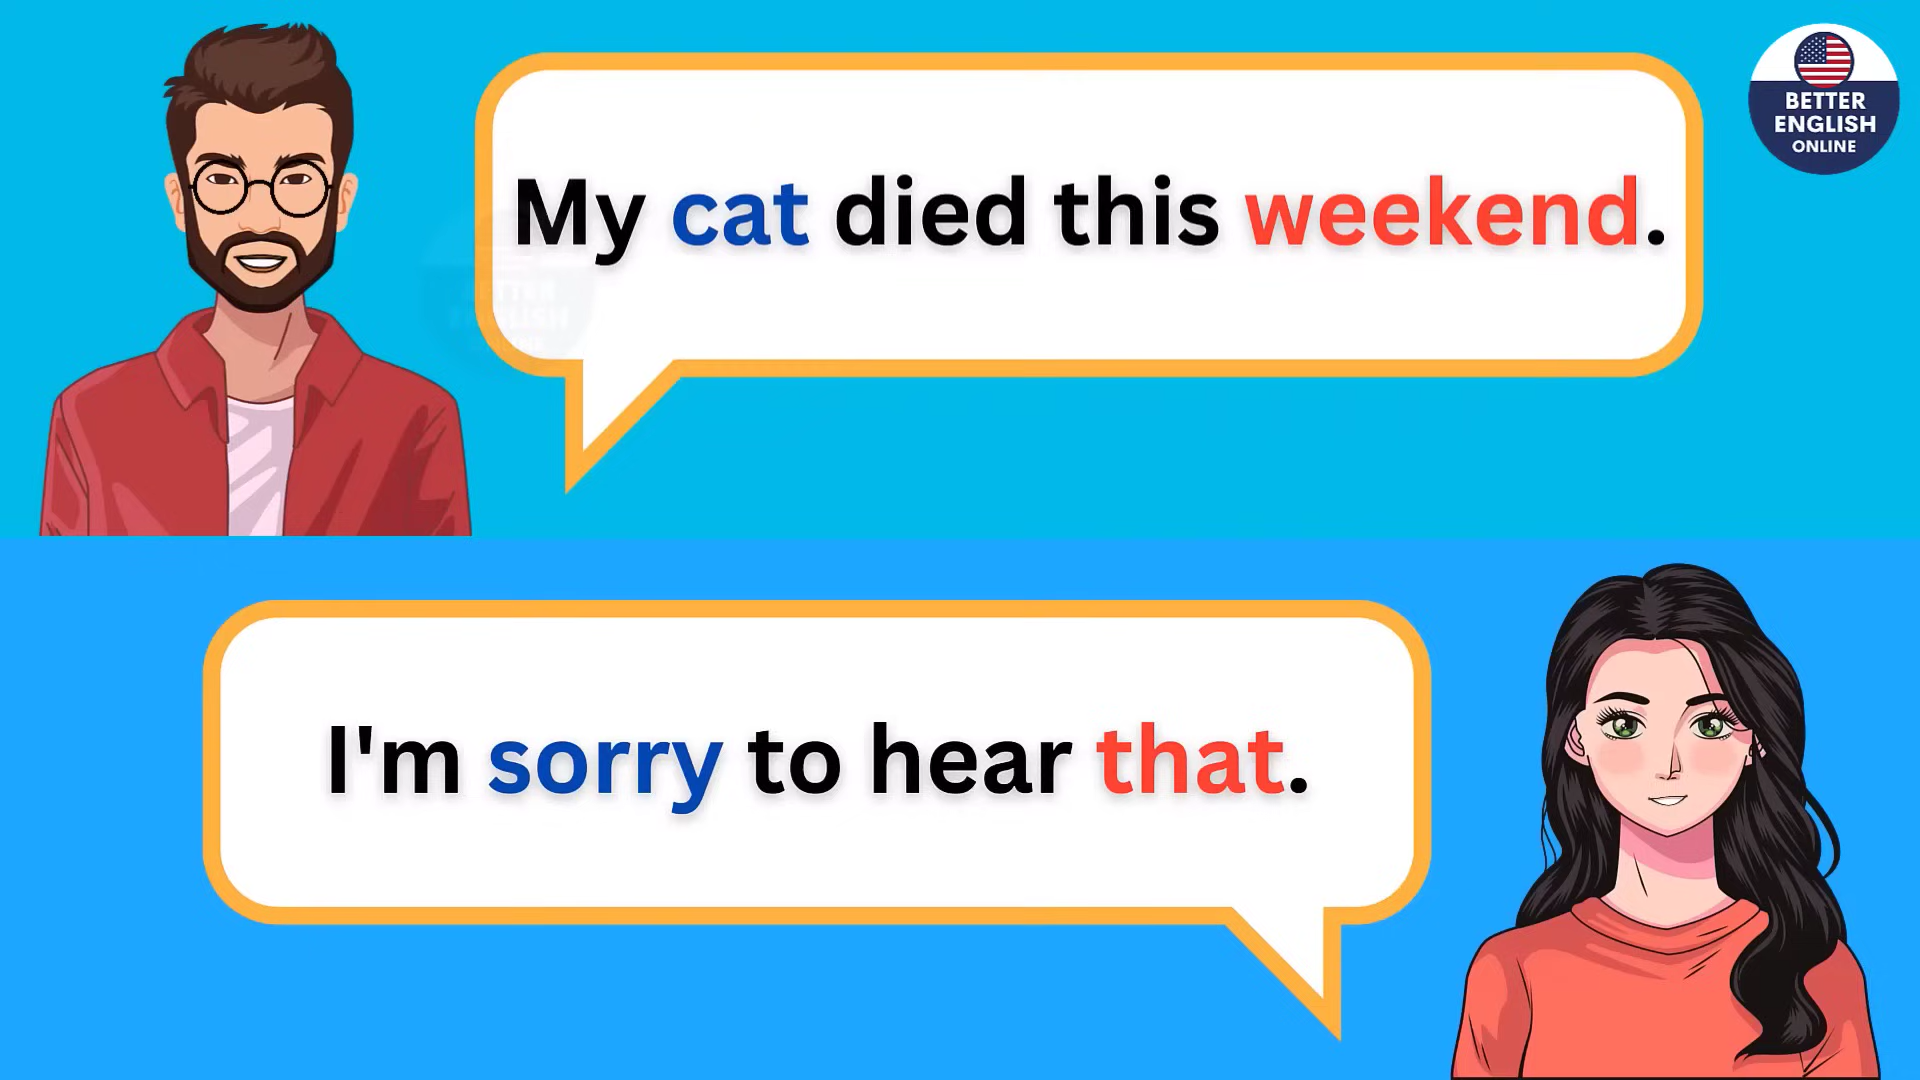 My cat died this weekend.
BETTER
ENGLISH
ONLINE
I'm sorry to hear that.